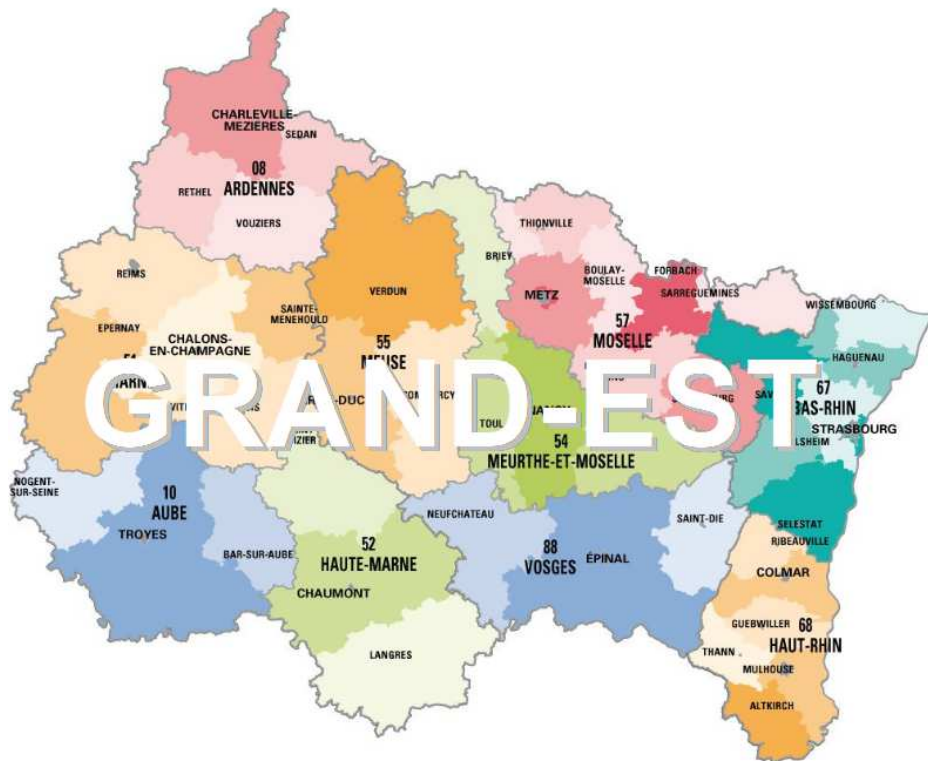 CHARLEVILLE-
MEZIERES
SEDAN
08
ARDENNES
RETHEL
VOUZIERS
THIONVILLE
BRIEY
BOULAY-
MOSELLE
FORBACH
SARREGUEMINES
METZ
WISSEMBOURG
REIMS
VERDUN
SAINTE-
MENEHOULD
57
MOSELLE
EPERNAY
CHALONS-
EN-CHAMPAGNE
55
MEUSE
HAGUENAU
67
BAS-RHIN
GRAND-EST
TOUL
STRASBOURG
54
MEURTHE-ET-MOSELLE
NOGENT-
SUR-SEINE
10
AUBE
TROYES
BAR-SUR-AUBE
NEUFCHATEAU
SAINT-DIE
SELESTAT
RIBEAUVILLE
52
HAUTE-MARNE
88
VOSGES
ÉPINAL
COLMAR
CHAUMONT
GUEBWILLER
68
HAUT-RHIN
LANGRES
THANN
MULHOUSE
ALTKIRCH